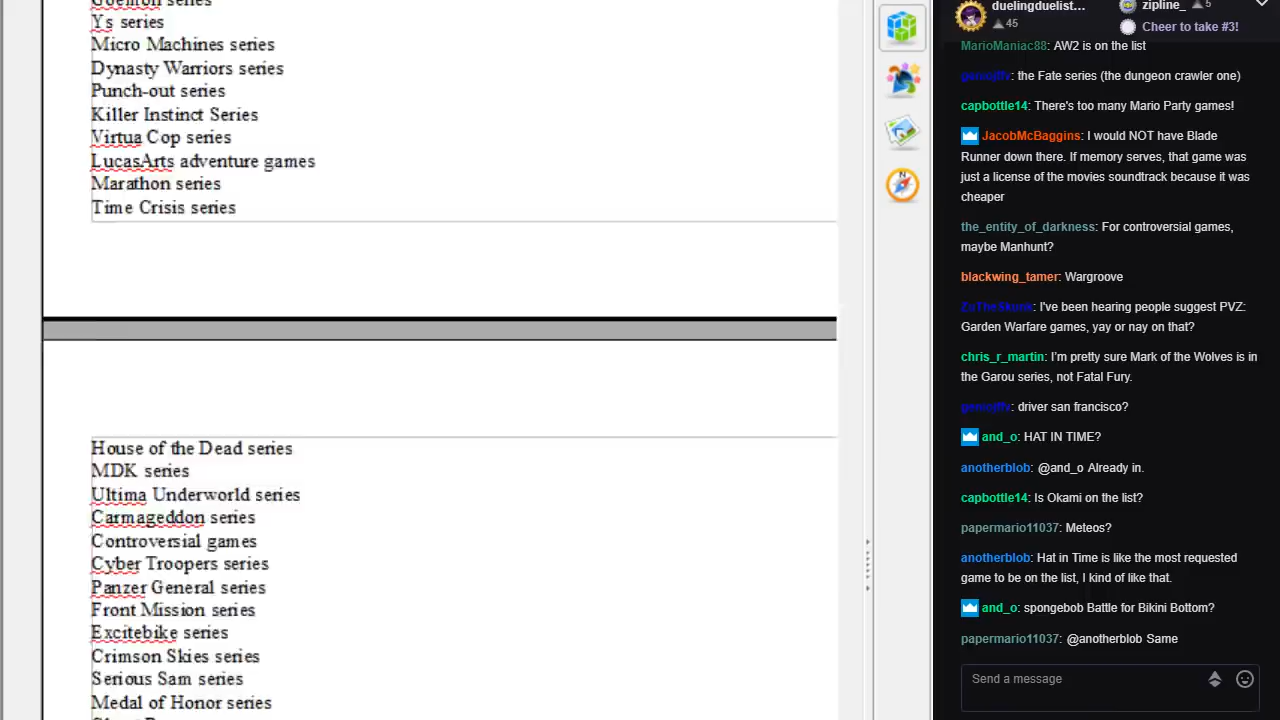 Goemon series
Ys series
Micro Machines series
Dynasty Warriors series
Punch-out series
Killer Instinct Series
Virtua Cop series
LucasArts adventure games
Marathon series
Time Crisis series
House of the Dead series
MDK series
Ultima Underworld series
Carmageddon series
Controversial games
Cyber Troopers series
Panzer General series
Front Mission series
Excitebike series
Crimson Skies series
Serious Sam series
Medal of Honor series
duelingduelist...
45
zipline_ 5
Cheer to take #3!
MarioManiac88: AW2 is on the list
the Fate series (the dungeon crawler one)
capbottle14: There's too many Mario Party games!
JacobMcBaggins: I would NOT have Blade
Runner down there. If memory serves, that game was
just a license of the movies soundtrack because it was
cheaper
the_entity_of_darkness: For controversial games,
maybe Manhunt?
blackwing_tamer: Wargroove
ZoTheSkunk: I've been hearing people suggest PVZ:
Garden Warfare games, yay or nay on that?
chris_r_martin: I'm pretty sure Mark of the Wolves is in
the Garou series, not Fatal Fury.
driver san francisco?
and_o: HAT IN TIME?
anotherblob: @and_o Already in.
capbottle14: Is Okami on the list?
papermario11037: Meteos?
anotherblob: Hat in Time is like the most requested
game to be on the list, I kind of like that.
and_o: spongebob Battle for Bikini Bottom?
papermario11037: @anotherblob Same
Send a message